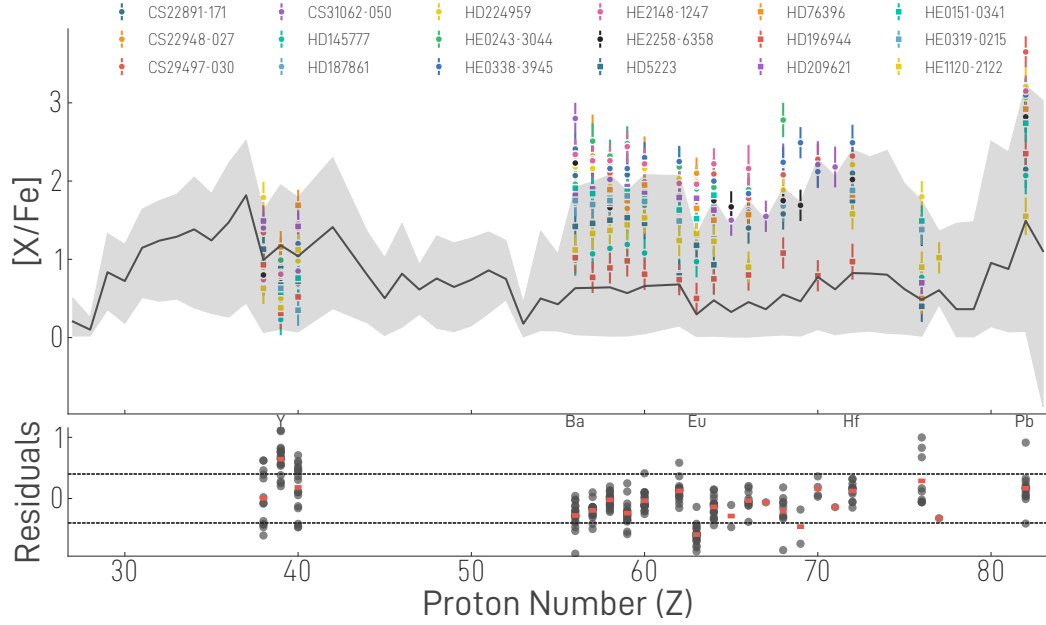 CS22891-171 CS31062-050 HD224959 HE2148-1247 HD76396 HE0151-0341
CS22948-027 HD145777 HE0243-3044 HE2258-6358 HD196944 HE0319-0215
CS29497-030 HD187861 HE0338-3945 HD5223 HD209621 HE1120-2122
3
2
1
0
[X/Fe]
Y Ba Eu Hf Pb
1
0
Residuals
30 40 50 60 70 80
Proton Number (Z)